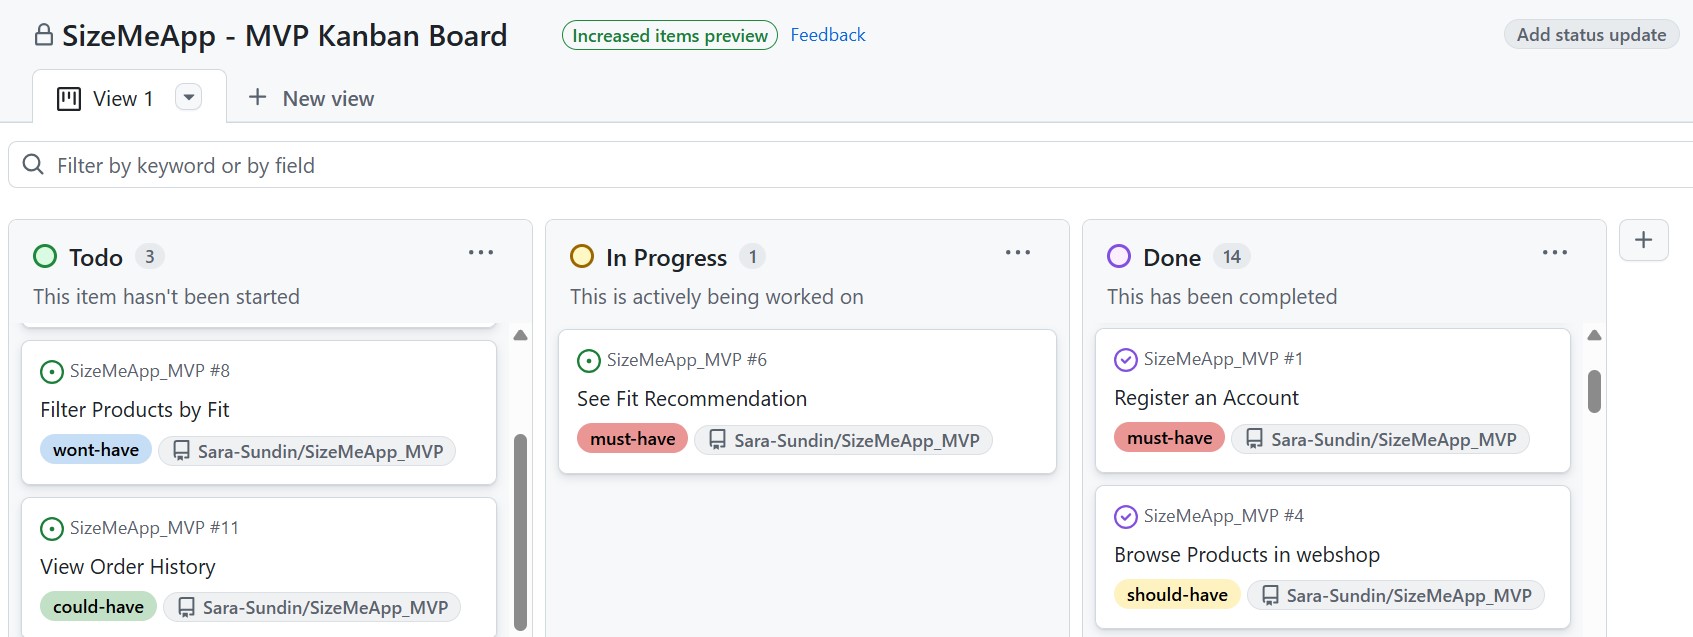 SizeMeApp - MVP Kanban Board
Increased items preview
Feedback
Add status update
View 1
New view
Filter by keyword or by field
Todo 3
This item hasn't been started
SizeMeApp_MVP #8
Filter Products by Fit
wont-have
Sara-Sundin/SizeMeApp_MVP
SizeMeApp_MVP #11
View Order History
could-have
Sara-Sundin/SizeMeApp_MVP
In Progress 1
This is actively being worked on
SizeMeApp_MVP #6
See Fit Recommendation
must-have
Sara-Sundin/SizeMeApp_MVP
Done 14
This has been completed
SizeMeApp_MVP #1
Register an Account
must-have
Sara-Sundin/SizeMeApp_MVP
SizeMeApp_MVP #4
Browse Products in webshop
should-have
Sara-Sundin/SizeMeApp_MVP